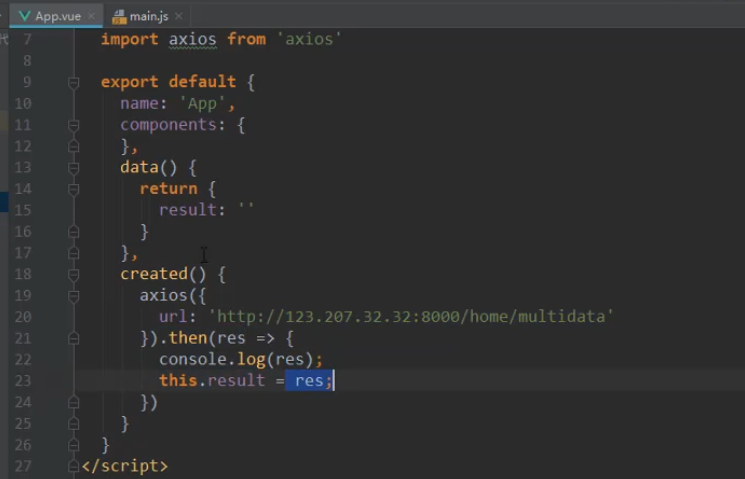 App.vue
main.js
7 import axios from 'axios'
8
9 export default {
10 name: 'App',
11 components: {
12 },
13 data() {
14 return {
15 result: ''
16 }
17 },
18 created() {
19 axios({
20 url: 'http://123.207.32.32:8000/home/multidata'
21 }).then(res => {
22 console.log(res);
23 this.result = res;
24 })
25 }
26 }
27 </script>